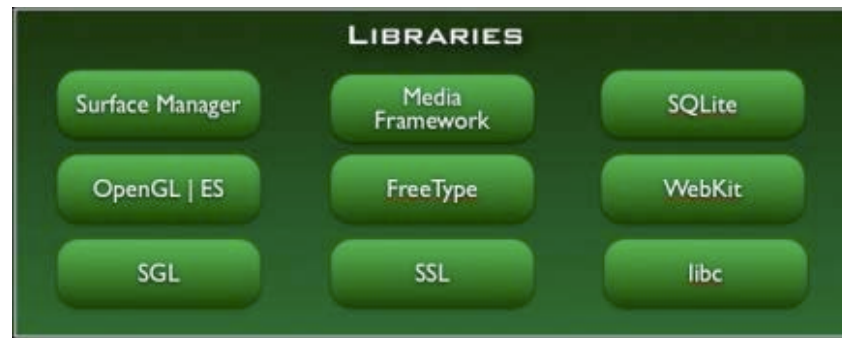 LIBRARIES
Surface Manager
Media
Framework
SQLite
OpenGL | ES
FreeType
WebKit
SGL
SSL
libc